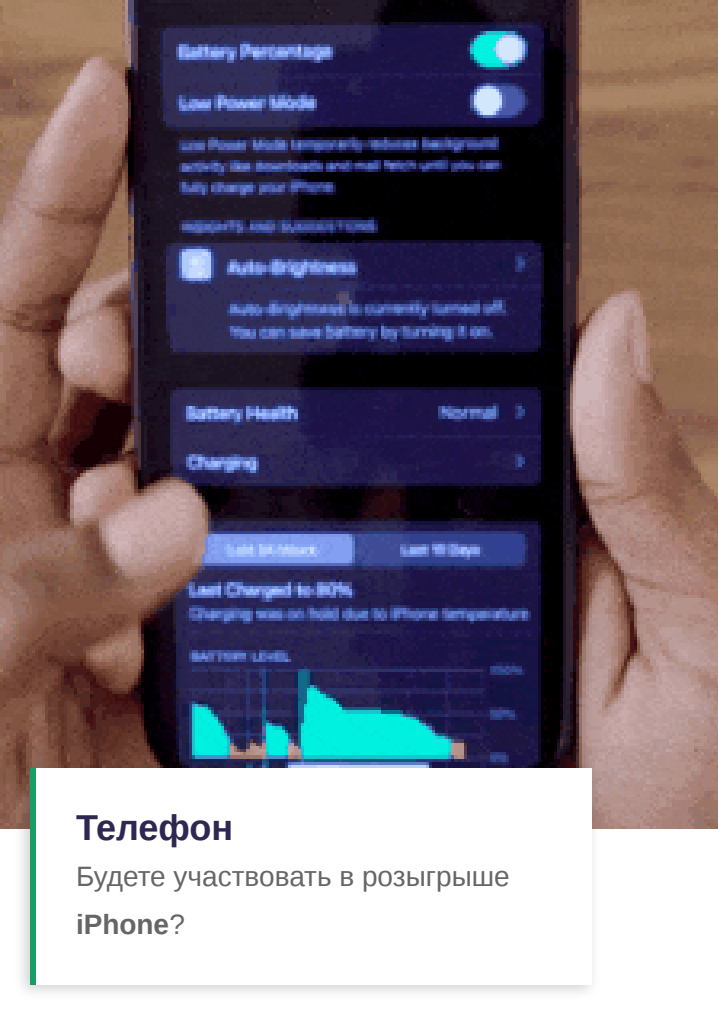 Battery Percentage
Low Power Mode
Low Power Mode temporarily reduces background
activity like downloads and mail fetch until you can
fully charge your iPhone.
INSIGHTS AND SUGGESTIONS
Auto-Brightness
Auto-Brightness is currently turned off.
You can save battery by turning it on.
Battery Health Normal
Charging
Last 24 Hours Last 10 Days
Last Charged to 80%
Charging was on hold due to iPhone temperature
BATTERY LEVEL
100%
50%
0%
Телефон
Будете участвовать в розыгрыше
iPhone?